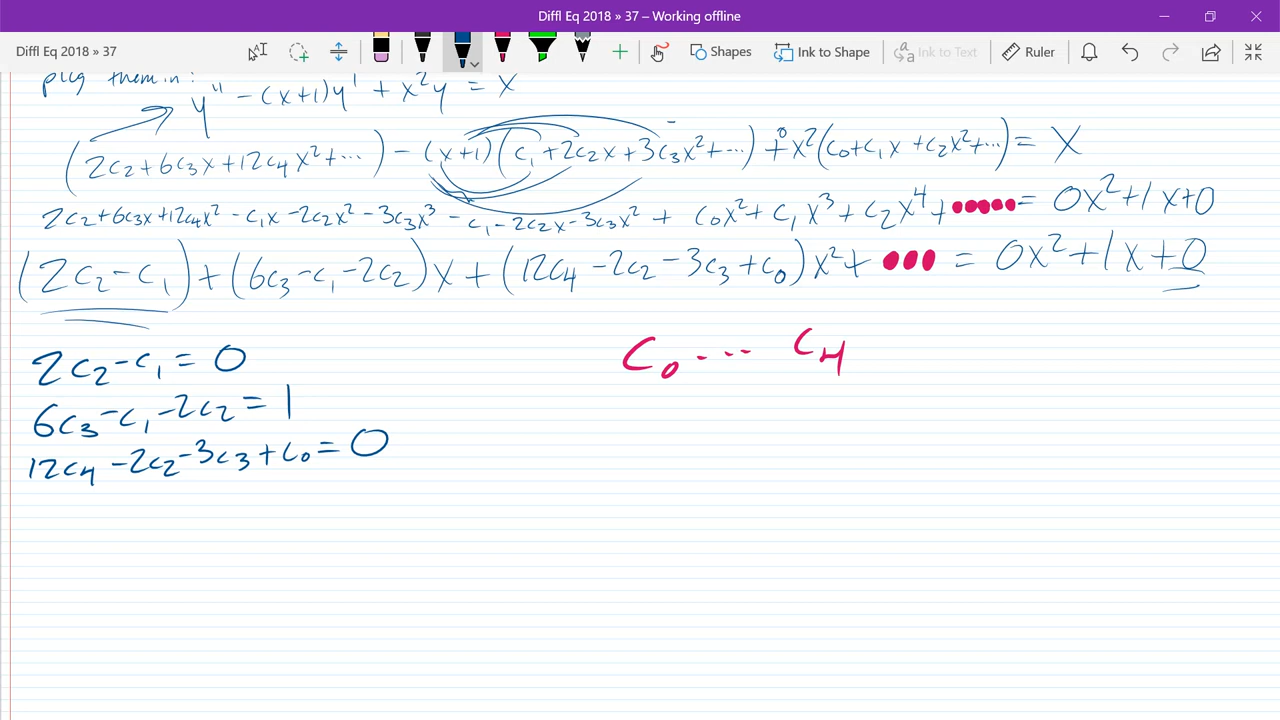 Diffl Eq 2018 » 37 – Working offline
Diffl Eq 2018 » 37
Shapes Ink to Shape Ink to Text Ruler
plug them in:
y'' - (x+1)y' + x²y = x
(2c₂+6c₃x+12c₄x²+···) - (x+1)(c₁+2c₂x+3c₃x²+···) + x²(c₀+c₁x+c₂x²+···) = x
2c₂+6c₃x+12c₄x² - c₁x - 2c₂x² - 3c₃x³ - c₁ - 2c₂x - 3c₃x² + c₀x² + c₁x³ + c₂x⁴ + ····· = 0x²+1x+0
(2c₂-c₁) + (6c₃-c₁-2c₂)x + (12c₄-2c₂-3c₃+c₀)x² + ··· = 0x²+1x+0
2c₂-c₁ = 0
c₀ ··· c₄
6c₃-c₁-2c₂ = 1
12c₄-2c₂-3c₃+c₀ = 0